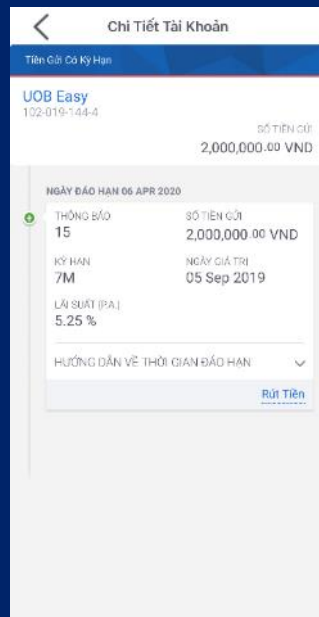 Chi Tiết Tài Khoản
Tiền Gửi Có Kỳ Hạn
UOB Easy
102-019-144-4
SỐ TIỀN GỬI
2,000,000.00 VND
NGÀY ĐÁO HẠN 06 APR 2020
THÔNG BÁO
SỐ TIỀN GỬI
15
2,000,000.00 VND
KỲ HẠN
NGÀY GIÁ TRỊ
7M
05 Sep 2019
LÃI SUẤT (P.A.)
5.25 %
HƯỚNG DẪN VỀ THỜI GIAN ĐÁO HẠN
Rút Tiền